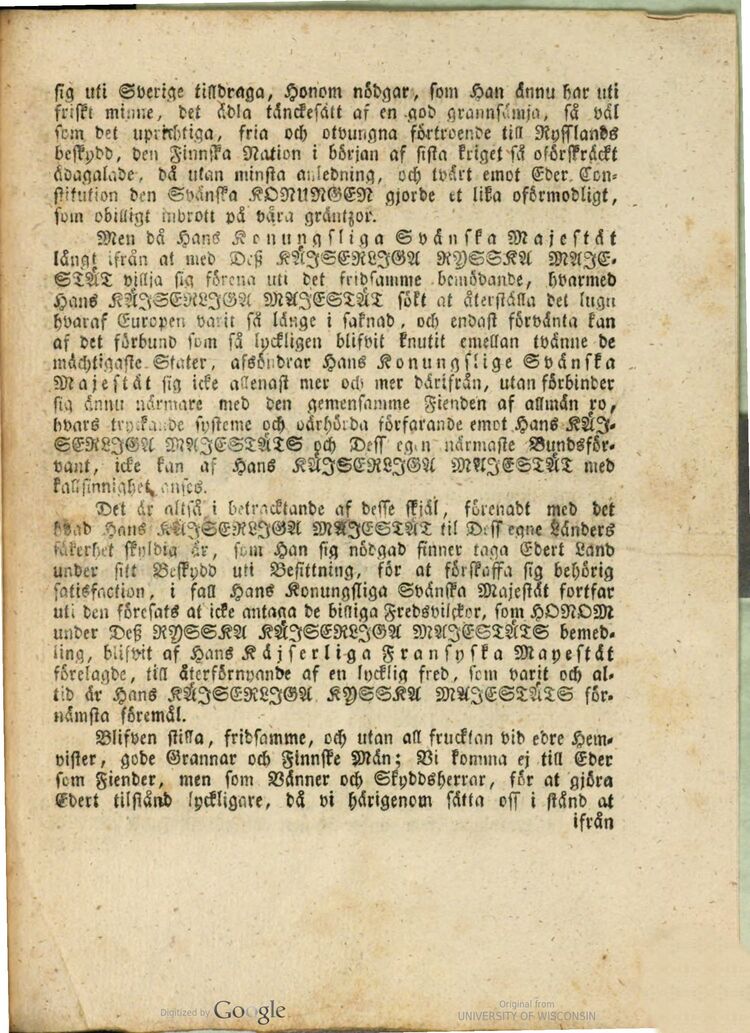 sig uti Sverige tilldraga, Honom nödgar, som Han ännu har uti
friskt minne, det ädla tänckesätt af en god grannsämja, så väl
som det uprichtiga, fria och otvungna förtroende till Rysslands
beskydd, den Finnska Nation i början af sista kriget så oförskräckt
ådagalade, då utan minsta anledning, och tvärt emot Eder Con-
stitution den Svänska KONUNGEN gjorde et lika oförmodligt,
som obilligt inbrott på våra gräntzor.
Men då Hans Konungsliga Svänska Majestät
långt ifrån at med Deß KÄJSERLIGA RYSSKA MAJE-
STÄT villja sig förena uti det fridsamme bemödande, hvarmed
Hans KÄJSERLIGA MAJESTÄT sökt at återställa det lugn
hvaraf Europen varit så länge i saknad, och endast förvänta kan
af det förbund som så lyckligen blifvit knutit emellan tvänne de
mächtigaste Stater, afsöndrar Hans Konungslige Svänska
Majestät sig icke allenast mer och mer därifrån, utan förbinder
sig ännu närmare med den gemensamme Fienden af allmän ro,
hvars tryckande systeme och oärhörda förfarande emot Hans KÄJ-
SERLIGA MAJESTÄTS och Dess egen närmaste Bundsför-
vant, icke kan af Hans KÄJSERLIGA MAJESTÄT med
kallsinnighet anses.
Det är altså i betracktande af desse skjäl, förenadt med det
hvad Hans KÄJSERLIGA MAJESTÄT til Dess egne Länders
säkerhet skyldig är, som Han sig nödgad finner taga Edert Land
under sitt Beskydd uti Besittning, för at förskaffa sig behörig
satisfaction, i fall Hans Konungsliga Svänska Majestät fortfar
uti den föresats at icke antaga de billiga Fredsvilckor, som HONOM
under Deß RYSSKA KÄJSERLIGA MAJESTÄTS bemed-
ling, blifvit af Hans Käjserliga Fransyska Mayestät
förelagde, till återförnyande af en lycklig fred, som varit och al-
tid är Hans KÄJSERLIGA RYSSKA MAJESTÄTS för-
nämsta föremål.
Blifven stilla, fridsamme, och utan all frucktan vid edre Hem-
vister, gode Grannar och Finnske Män; Vi komma ej till Eder
som Fiender, men som Vänner och Skyddsherrar, för at gjöra
Edert tilstånd lyckligare, då vi härigenom sätta oss i stånd at
ifrån
Digitized by Google
Original from
UNIVERSITY OF WISCONSIN